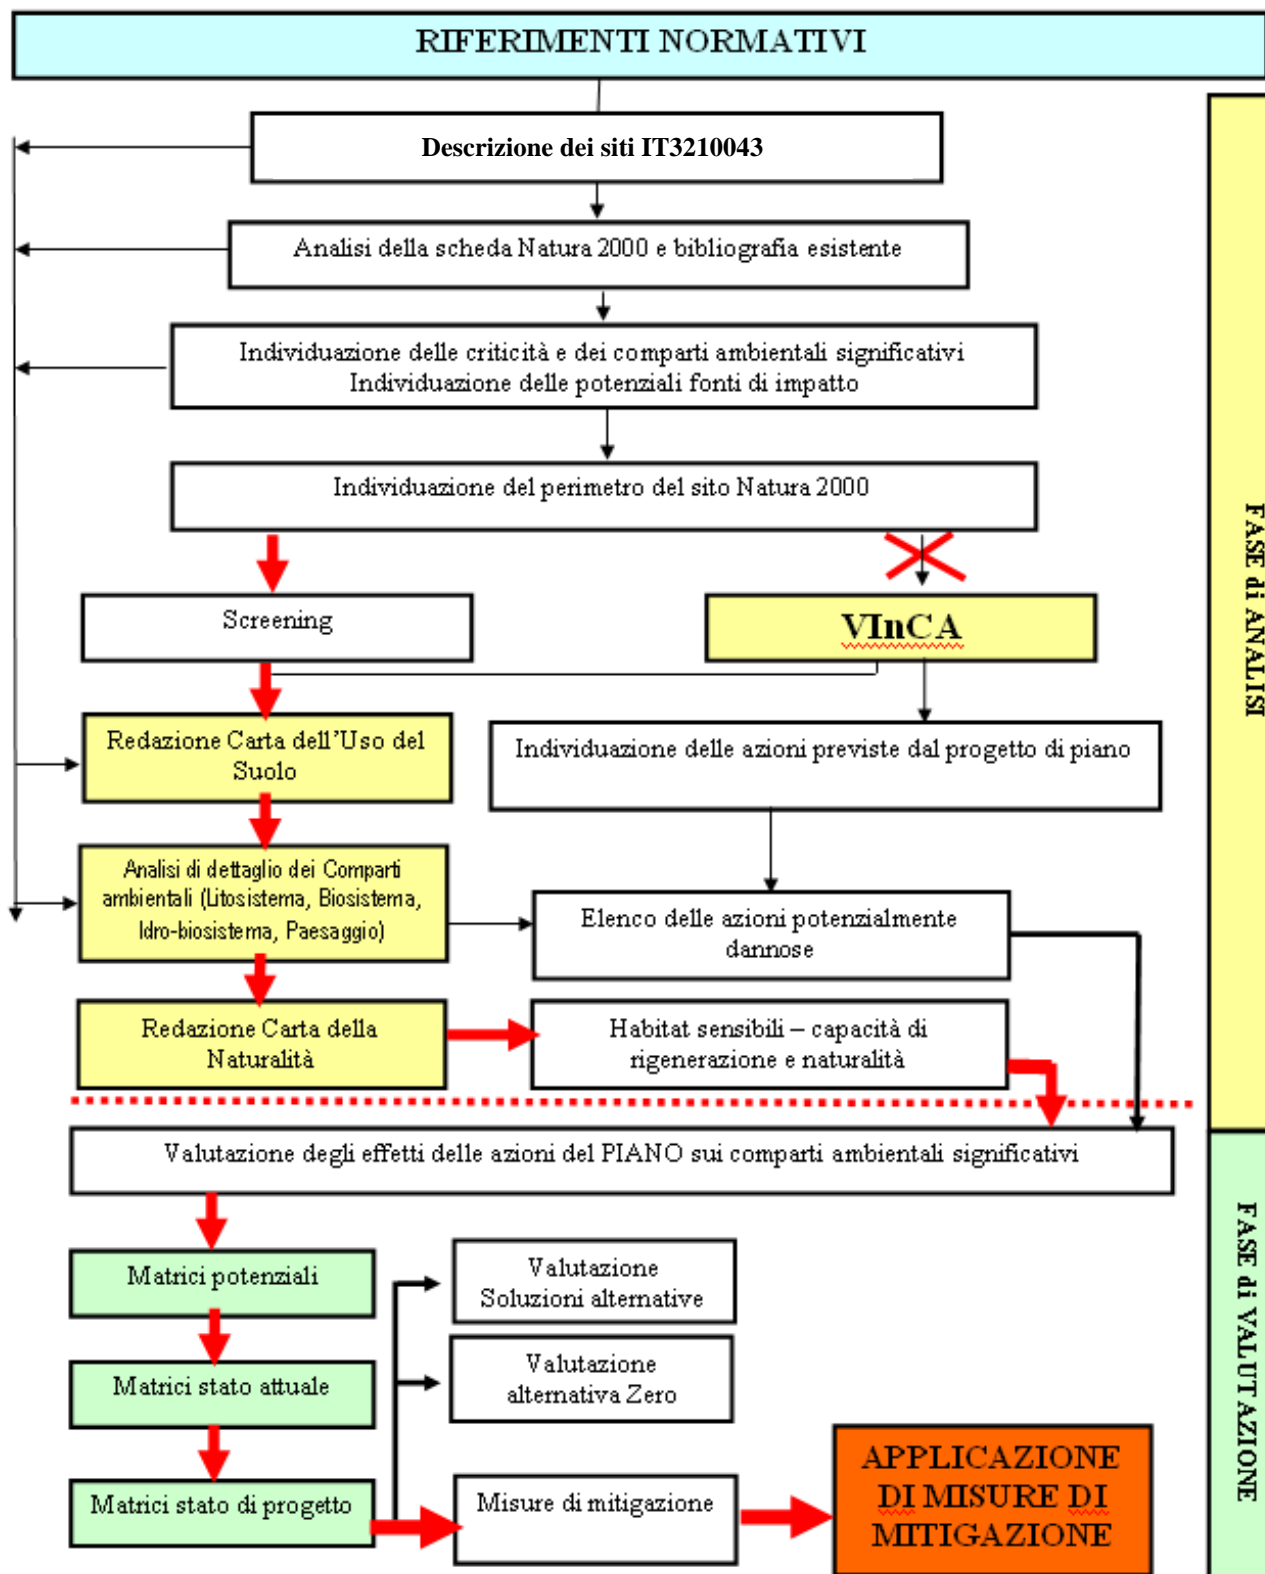 RIFERIMENTI NORMATIVI
Descrizione dei siti IT3210043
Analisi della scheda Natura 2000 e bibliografia esistente
Individuazione delle criticità e dei comparti ambientali significativi
Individuazione delle potenziali fonti di impatto
Individuazione del perimetro del sito Natura 2000
Screening
VInCA
Redazione Carta dell'Uso del
Suolo
Individuazione delle azioni previste dal progetto di piano
Analisi di dettaglio dei Comparti
ambientali (Litosistema, Biosistema,
Idro-biosistema, Paesaggio)
Elenco delle azioni potenzialmente
dannose
Redazione Carta della
Naturalità
Habitat sensibili – capacità di
rigenerazione e naturalità
FASE di ANALISI
Valutazione degli effetti delle azioni del PIANO sui comparti ambientali significativi
Matrici potenziali
Valutazione
Soluzioni alternative
Matrici stato attuale
Valutazione
alternativa Zero
Matrici stato di progetto
Misure di mitigazione
APPLICAZIONE
DI MISURE DI
MITIGAZIONE
FASE di VALUTAZIONE